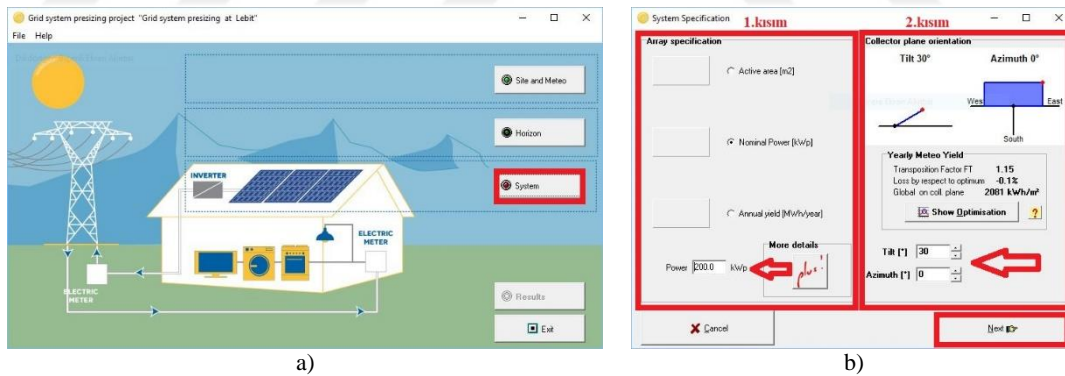 Grid system presizing project "Grid system presizing at Lebit"
File Help
Site and Meteo
Horizon
System
INVERTER
ELECTRIC METER
ELECTRIC METER
Results
Exit
a)
System Specification
1.kısım
2.kısım
Array specification
Active area [m2]
Nominal Power [kWp]
Annual yield [MWh/year]
More details
Power 200.0 kWp
plus!
Cancel
Collector plane orientation
Tilt 30° Azimuth 0°
West East
South
Yearly Meteo Yield
Transposition Factor FT 1.15
Loss by respect to optimum -0.1%
Global on coll. plane 2081 kWh/m²
Show Optimisation ?
Tilt [°] 30
Azimuth [°] 0
Next
b)